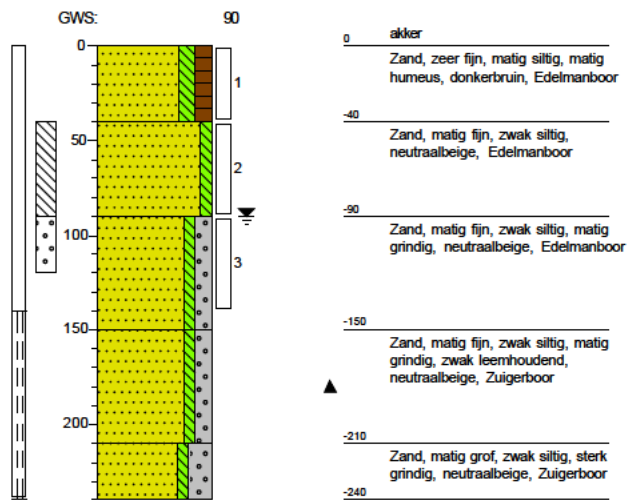 GWS: 90
0
50
100
150
200
1
2
3
0 akker
Zand, zeer fijn, matig siltig, matig
humeus, donkerbruin, Edelmanboor
-40
Zand, matig fijn, zwak siltig,
neutraalbeige, Edelmanboor
-90
Zand, matig fijn, zwak siltig, matig
grindig, neutraalbeige, Edelmanboor
-150
Zand, matig fijn, zwak siltig, matig
grindig, zwak leemhoudend,
neutraalbeige, Zuigerboor
-210
Zand, matig grof, zwak siltig, sterk
grindig, neutraalbeige, Zuigerboor
-240